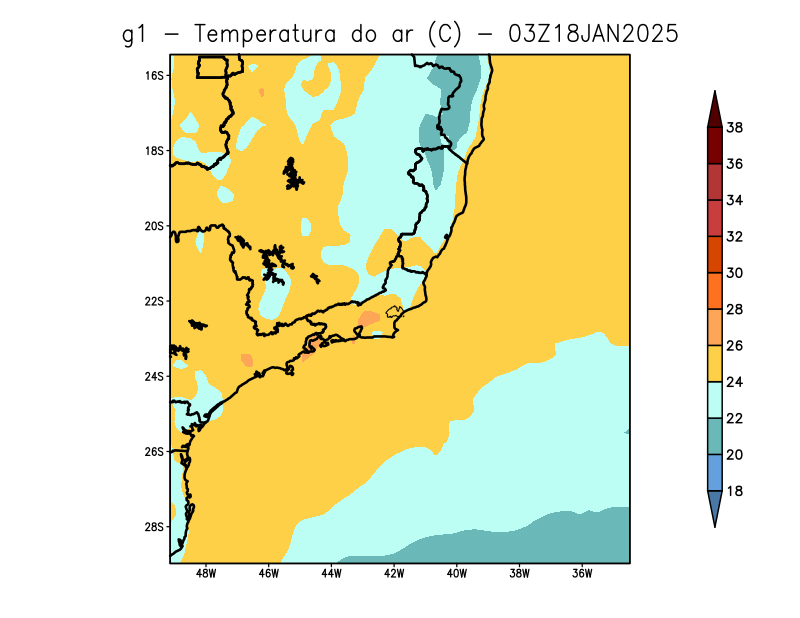 g1 - Temperatura do ar (C) - 03Z18JAN2025
16S
18S
20S
22S
24S
26S
28S
48W
46W
44W
42W
40W
38W
36W
38
36
34
32
30
28
26
24
22
20
18